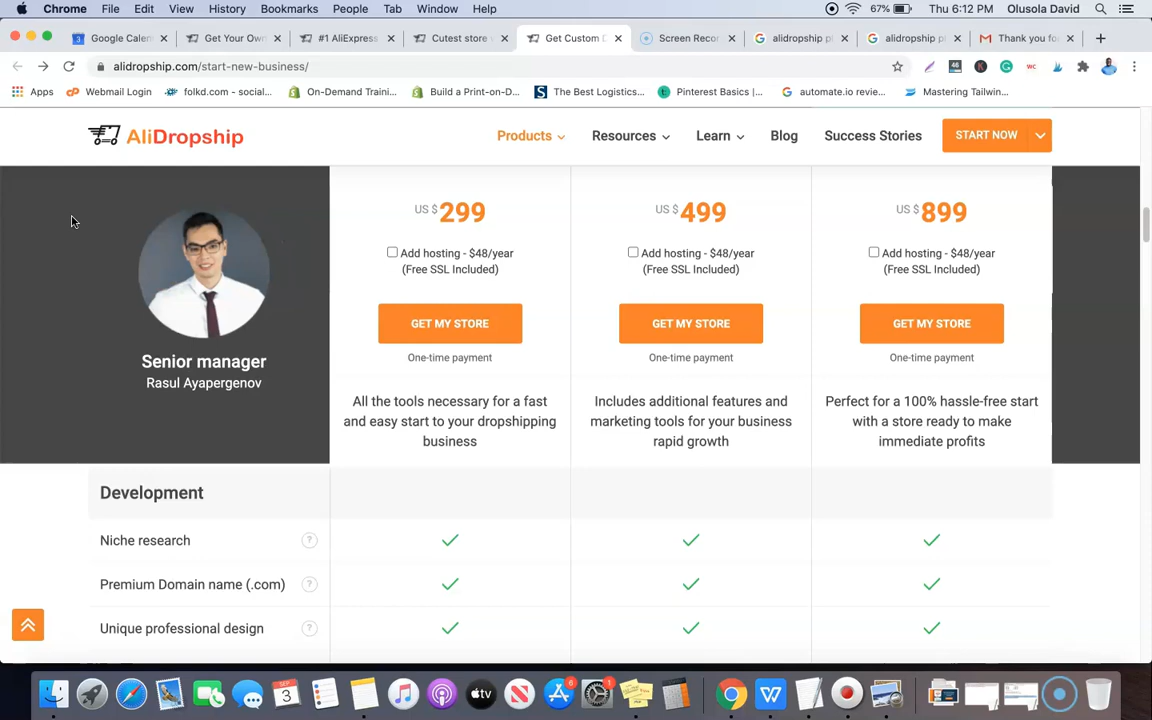 Chrome File Edit View History Bookmarks People Tab Window Help 67% Thu 6:12 PM Olusola David
Google Calen Get Your Own #1 AliExpress Cutest store Get Custom D Screen Recor alidropship p alidropship p Thank you fo
alidropship.com/start-new-business/
Apps Webmail Login folkd.com - social... On-Demand Traini... Build a Print-on-D... The Best Logistics... Pinterest Basics |... automate.io revie... Mastering Tailwin...
AliDropship Products Resources Learn Blog Success Stories START NOW
US $ 299 US $ 499 US $ 899
Add hosting - $48/year Add hosting - $48/year Add hosting - $48/year
(Free SSL Included) (Free SSL Included) (Free SSL Included)
GET MY STORE GET MY STORE GET MY STORE
One-time payment One-time payment One-time payment
Senior manager
Rasul Ayapergenov
All the tools necessary for a fast
and easy start to your dropshipping
business
Includes additional features and
marketing tools for your business
rapid growth
Perfect for a 100% hassle-free start
with a store ready to make
immediate profits
Development
Niche research ?
Premium Domain name (.com) ?
Unique professional design ?
SEP
3
tv